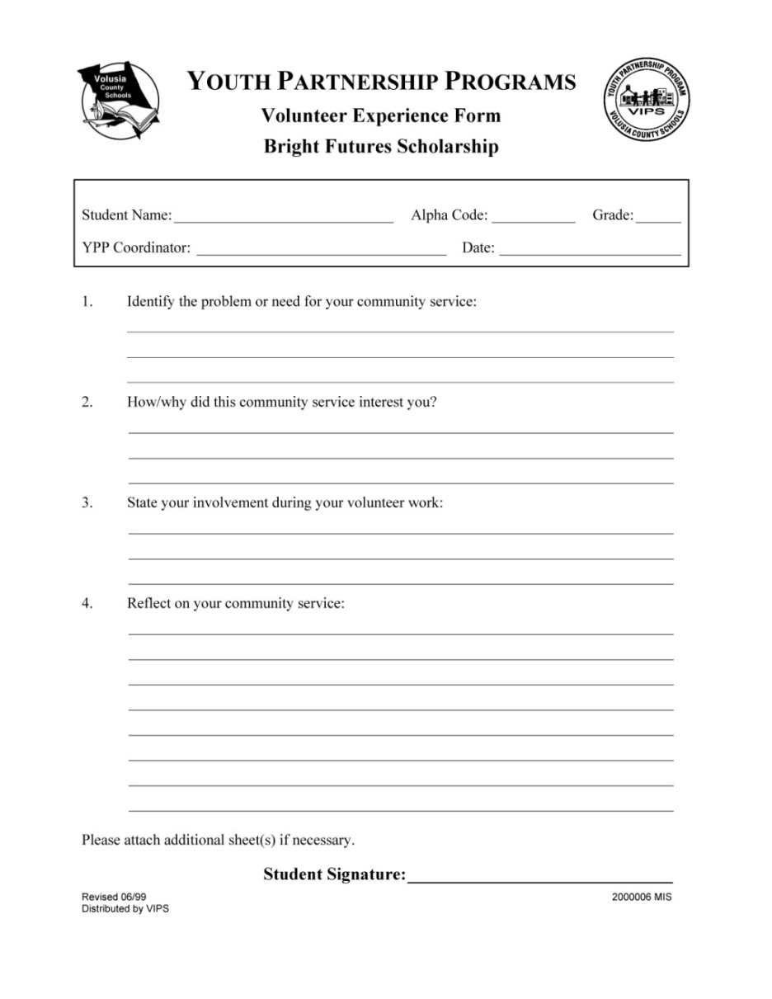 Volusia
County
Schools
YOUTH PARTNERSHIP PROGRAMS
Volunteer Experience Form
Bright Futures Scholarship
YOUTH PARTNERSHIP PROGRAM
VIPS
VOLUSIA COUNTY SCHOOLS
Student Name: Alpha Code: Grade:
YPP Coordinator: Date:
1. Identify the problem or need for your community service:
2. How/why did this community service interest you?
3. State your involvement during your volunteer work:
4. Reflect on your community service:
Please attach additional sheet(s) if necessary.
Student Signature:
Revised 06/99 2000006 MIS
Distributed by VIPS